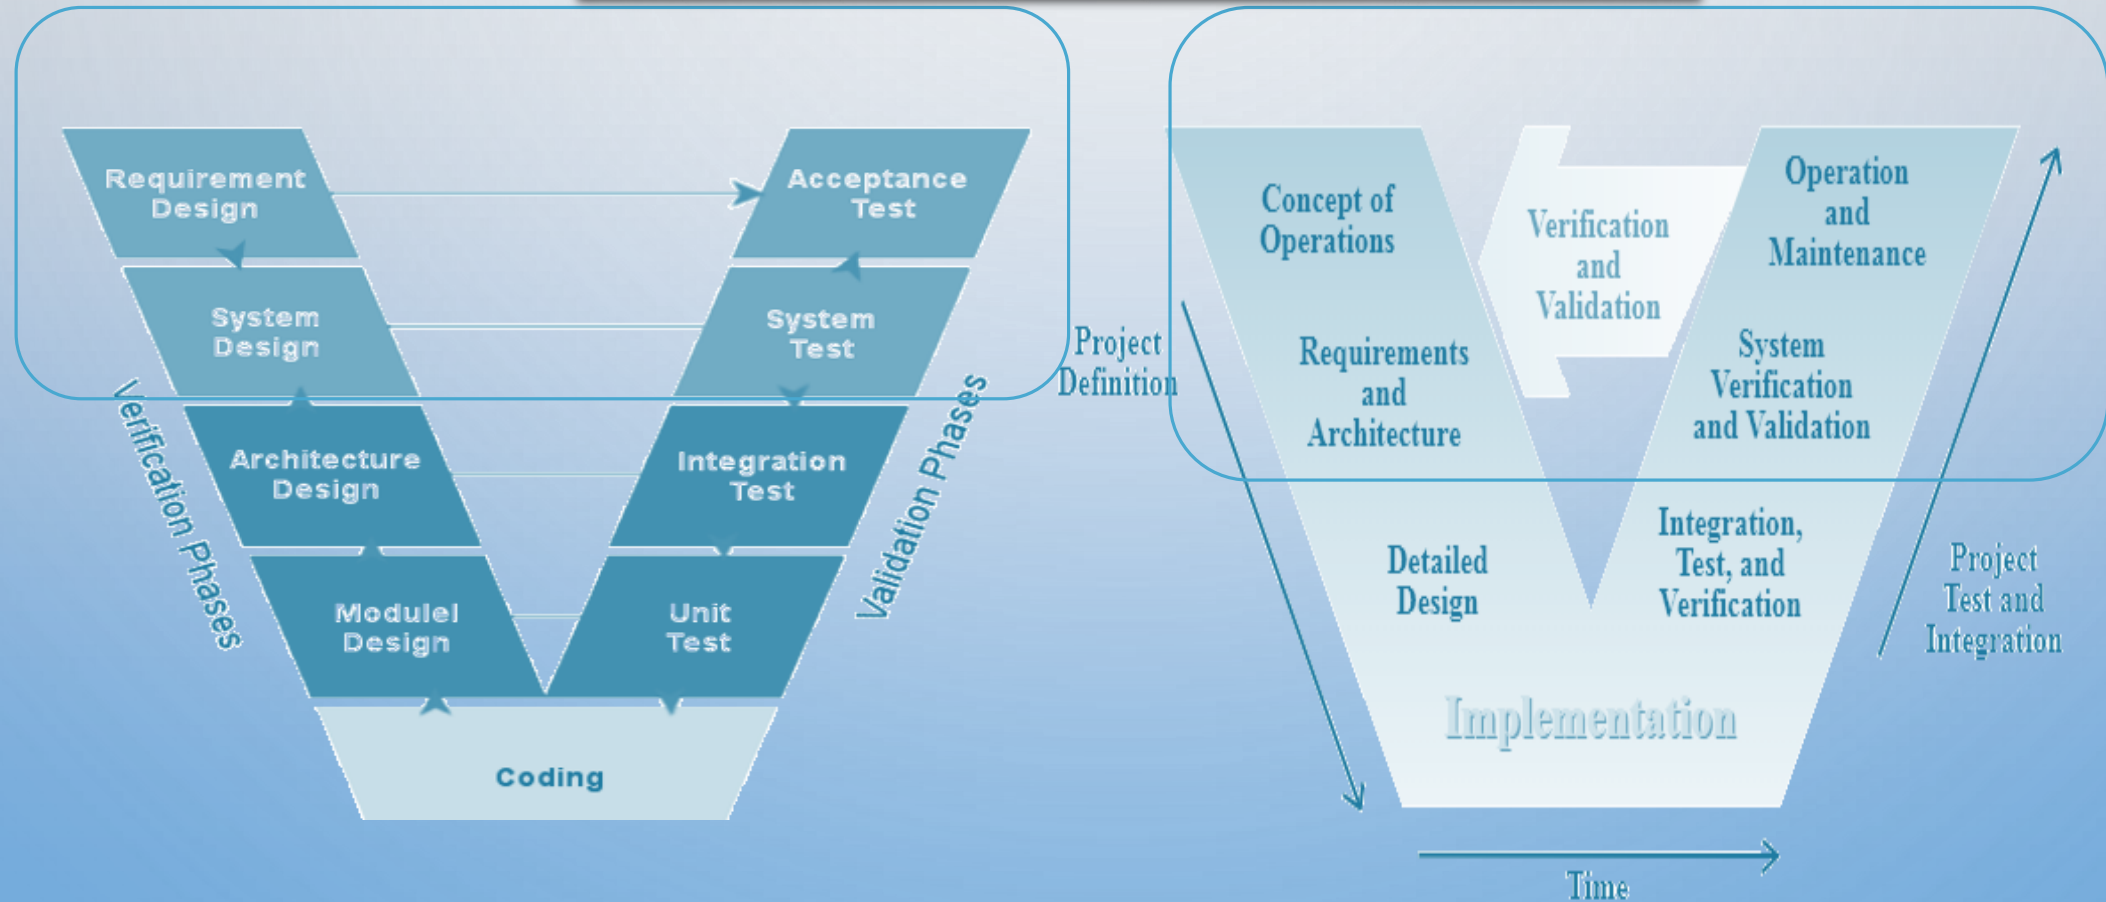 Requirement
Design
System
Design
Architecture
Design
Modulel
Design
Coding
Unit
Test
Integration
Test
System
Test
Acceptance
Test
Verification Phases
Validation Phases
Project
Definition
Concept of
Operations
Requirements
and
Architecture
Detailed
Design
Implementation
Integration,
Test, and
Verification
System
Verification
and Validation
Operation
and
Maintenance
Verification
and
Validation
Project
Test and
Integration
Time